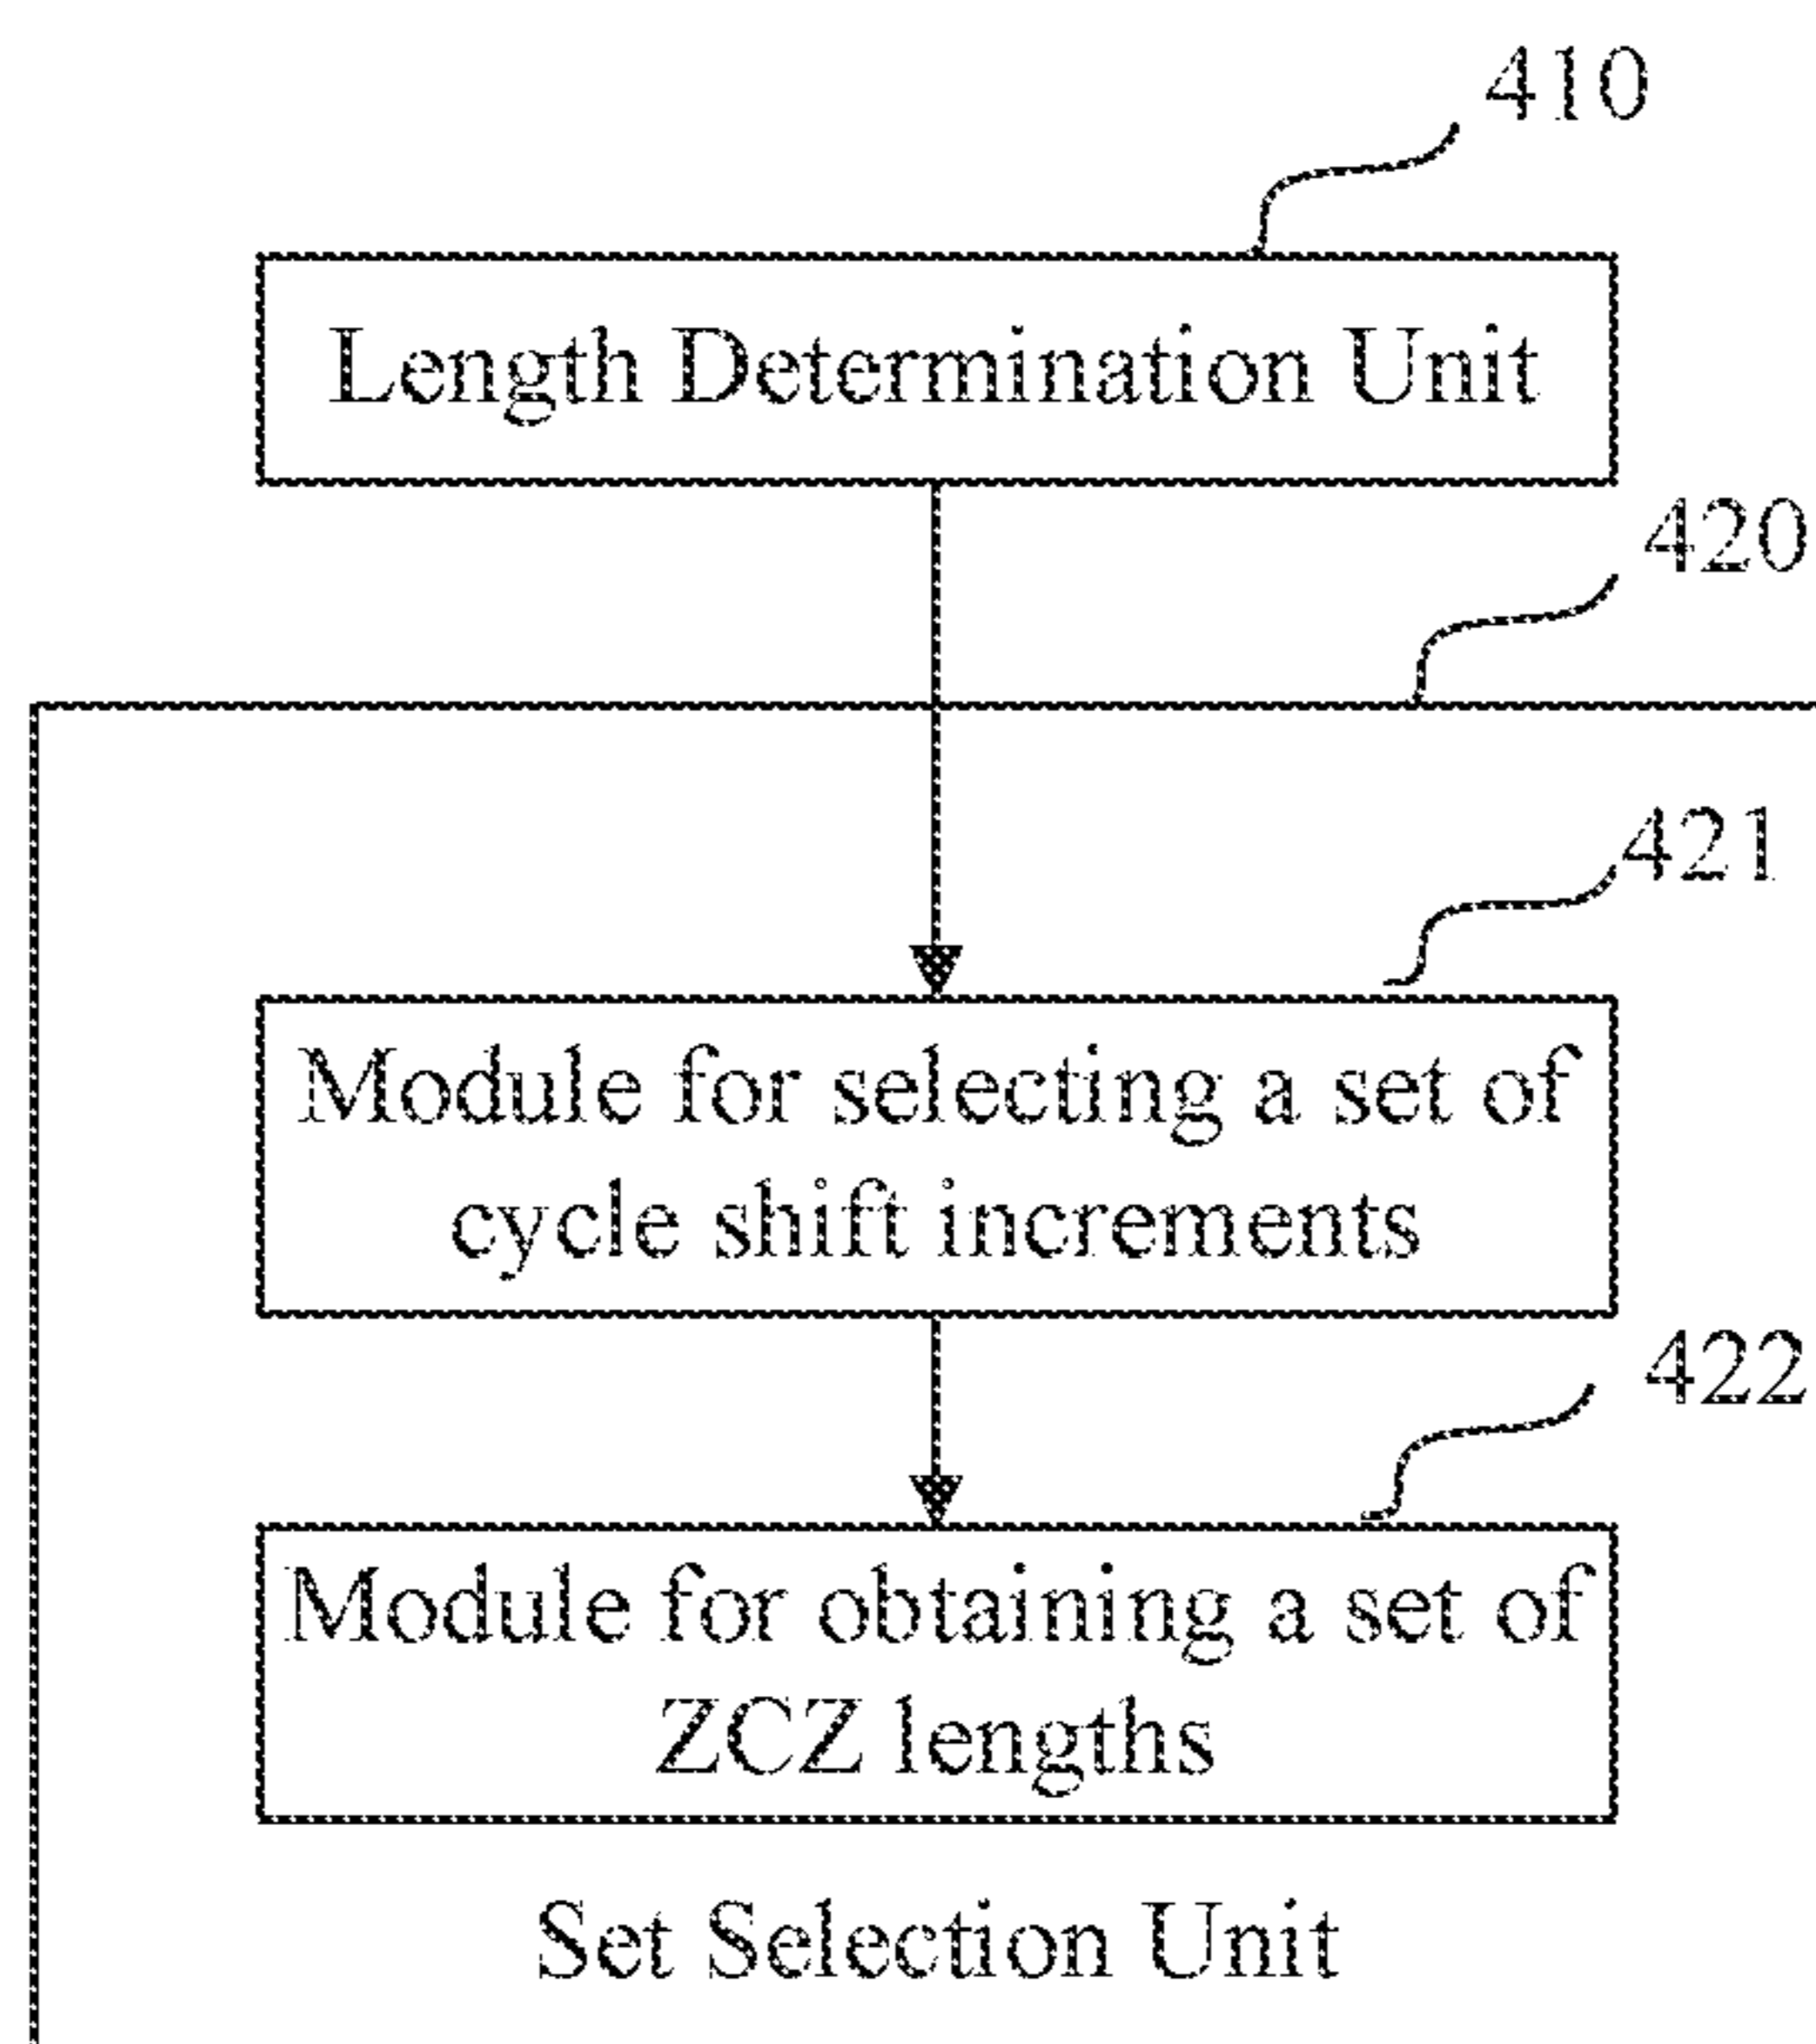 410
Length Determination Unit
420
421
Module for selecting a set of
cycle shift increments
422
Module for obtaining a set of
ZCZ lengths
Set Selection Unit